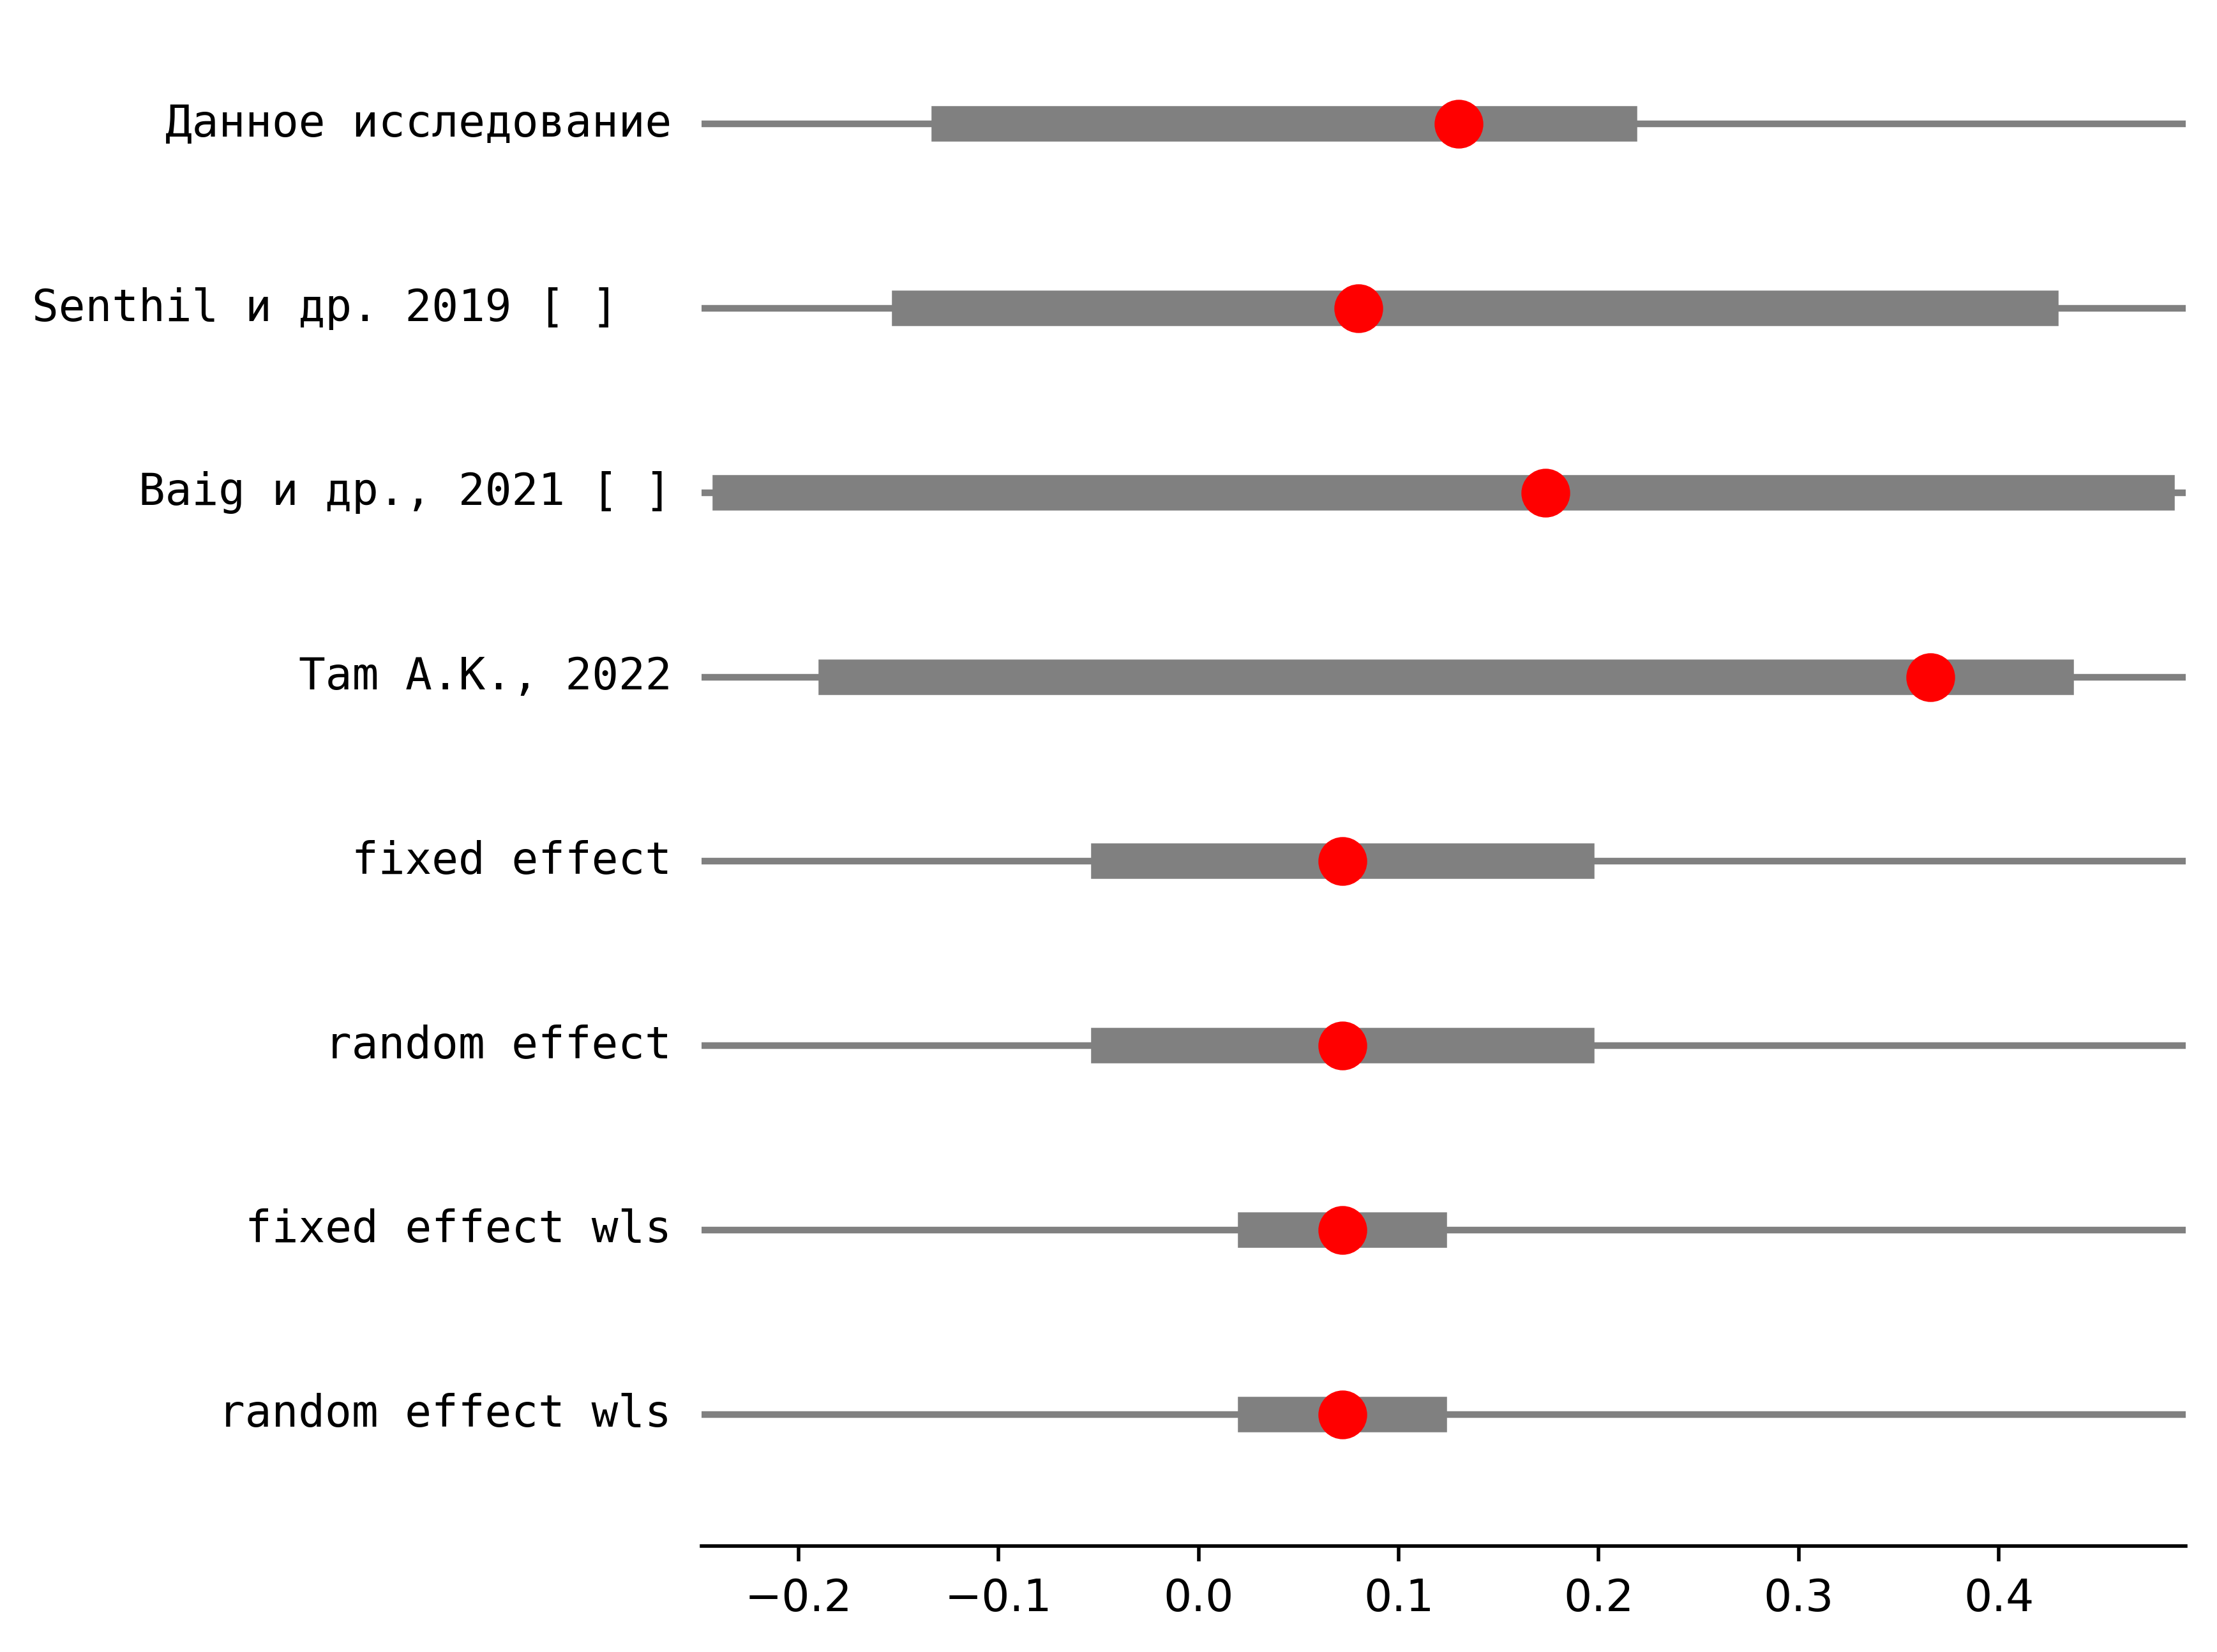 Данное исследование
Senthil и др. 2019 [ ]
Baig и др., 2021 [ ]
Tam A.K., 2022
fixed effect
random effect
fixed effect wls
random effect wls
−0.2 −0.1 0.0 0.1 0.2 0.3 0.4